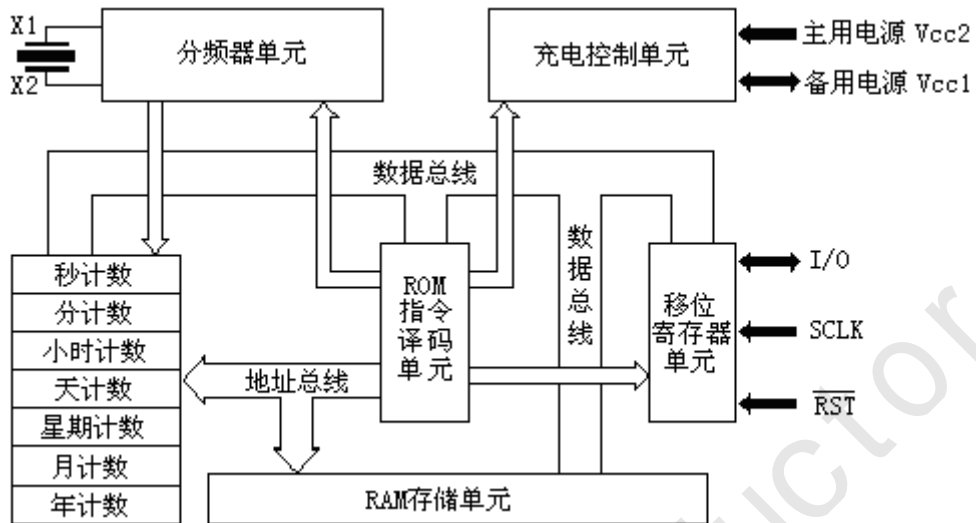 X1
X2
分频器单元
充电控制单元
主用电源 Vcc2
备用电源 Vcc1
数据总线
数据总线
秒计数
分计数
小时计数
天计数
星期计数
月计数
年计数
ROM
指令
译码
单元
地址总线
移位
寄存器
单元
I/O
SCLK
RST
RAM存储单元
uctor